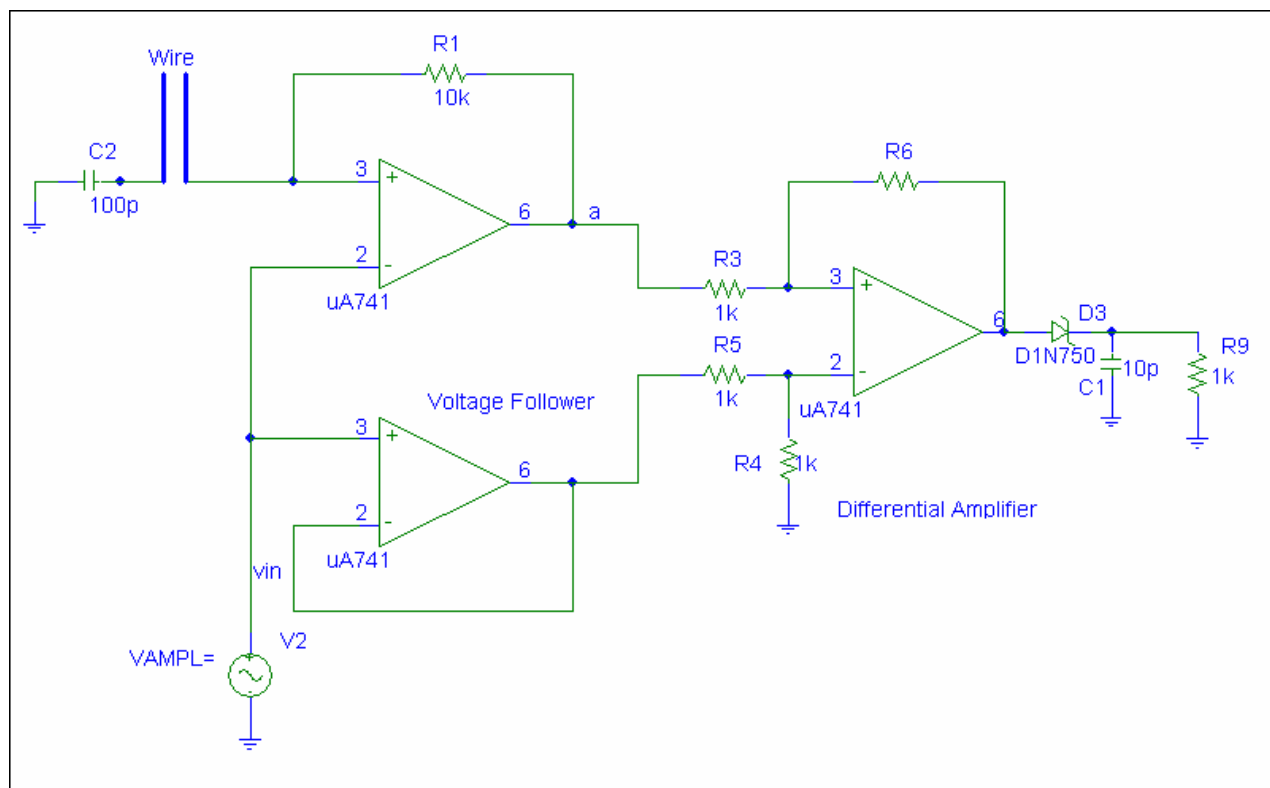 Wire
R1
10k
C2
100p
3
+
6
a
2
-
uA741
R6
R3
1k
3
+
6
D3
D1N750
R9
1k
10p
C1
R5
1k
2
-
uA741
Voltage Follower
3
+
6
R4
1k
2
-
uA741
Differential Amplifier
vin
V2
VAMPL=
+
-